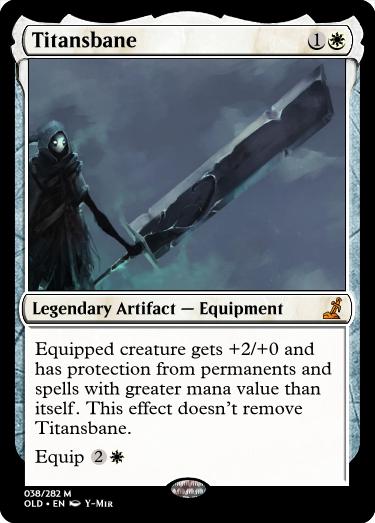 Titansbane 1
Legendary Artifact — Equipment
Equipped creature gets +2/+0 and
has protection from permanents and
spells with greater mana value than
itself. This effect doesn't remove
Titansbane.
Equip 2
038/282 M
OLD • EN Y-Mir